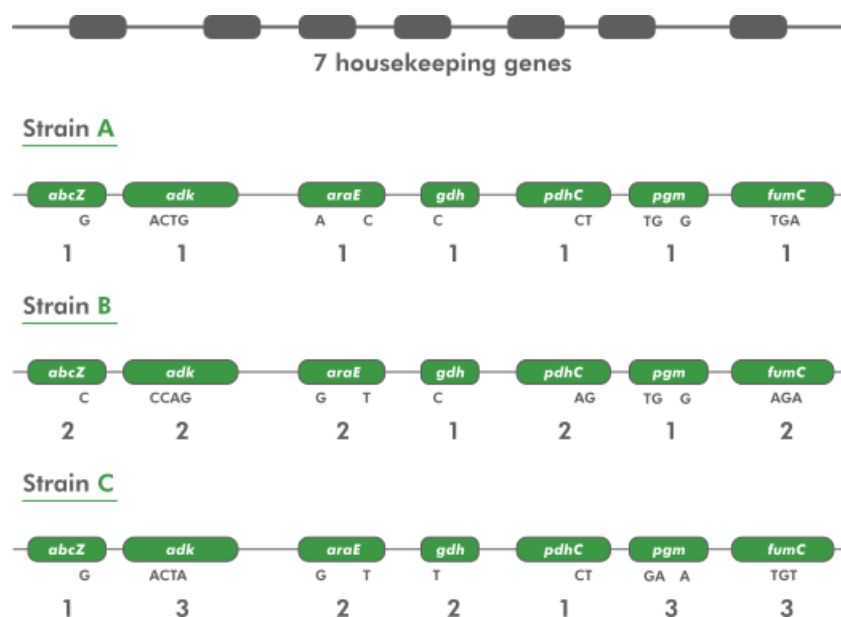 7 housekeeping genes
Strain A
abcZ adk araE gdh pdhC pgm fumC
G ACTG A C C CT TG G TGA
1 1 1 1 1 1 1
Strain B
abcZ adk araE gdh pdhC pgm fumC
C CCAG G T C AG TG G AGA
2 2 2 1 2 1 2
Strain C
abcZ adk araE gdh pdhC pgm fumC
G ACTA G T T CT GA A TGT
1 3 2 2 1 3 3